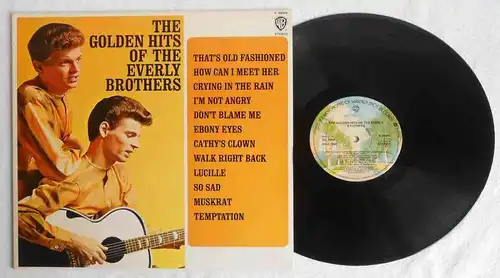 THE
GOLDEN HITS
OF THE
EVERLY
BROTHERS
STEREO
THAT'S OLD FASHIONED
HOW CAN I MEET HER
CRYING IN THE RAIN
I'M NOT ANGRY
DON'T BLAME ME
EBONY EYES
CATHY'S CLOWN
WALK RIGHT BACK
LUCILLE
SO SAD
MUSKRAT
TEMPTATION